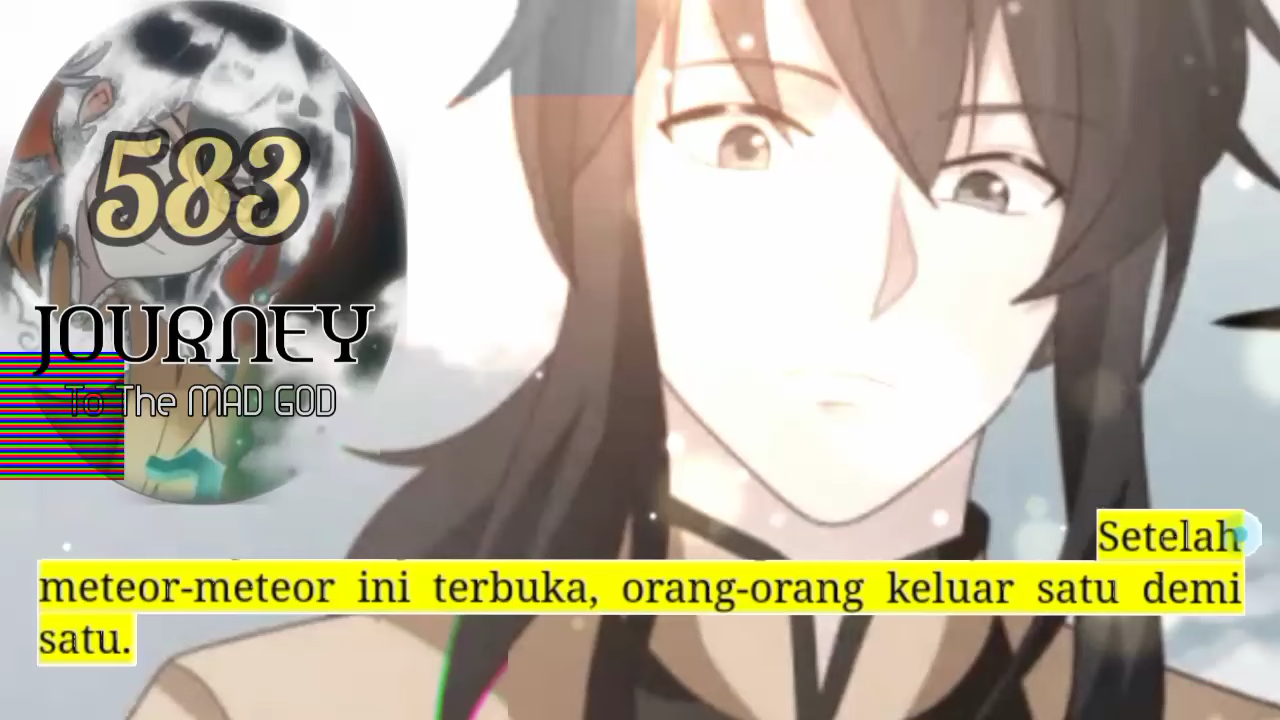 583
JOURNEY
To The MAD GOD
Setelah
meteor-meteor ini terbuka, orang-orang keluar satu demi
satu.